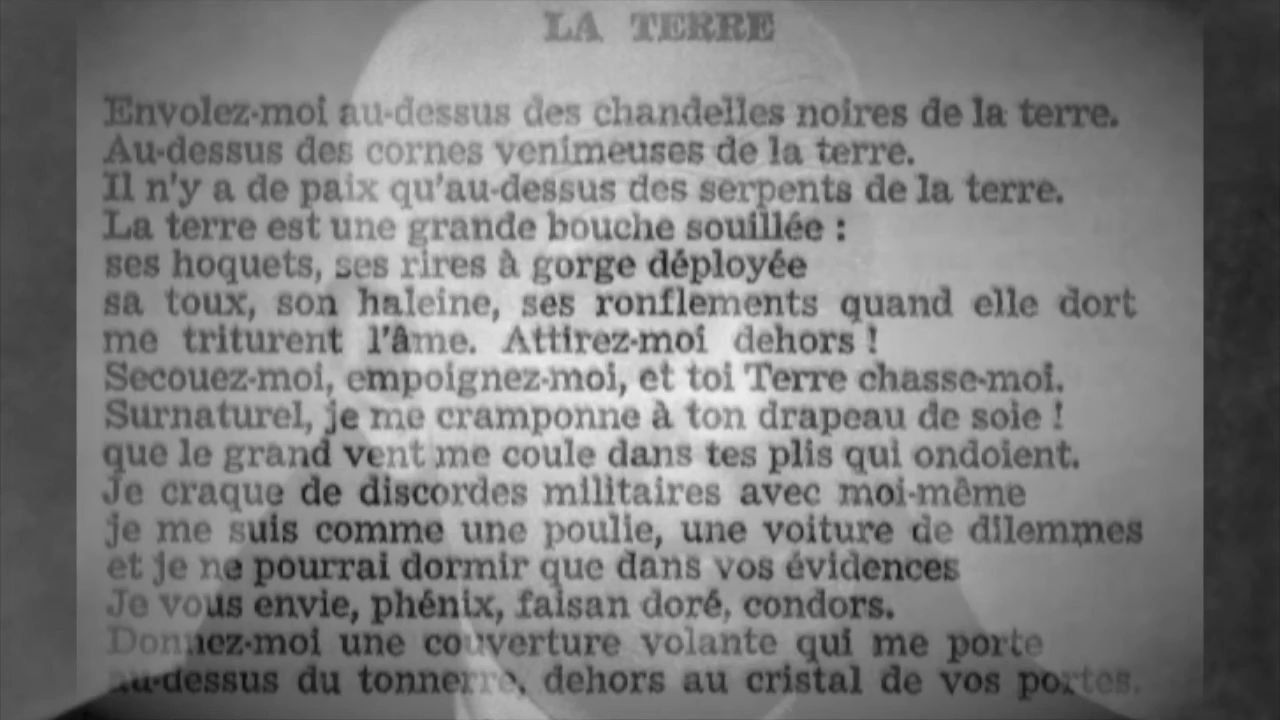 LA TERRE
Envolez-moi au-dessus des chandelles noires de la terre.
Au-dessus des cornes venimeuses de la terre.
Il n'y a de paix qu'au-dessus des serpents de la terre.
La terre est une grande bouche souillée :
ses hoquets, ses rires à gorge déployée
sa toux, son haleine, ses ronflements quand elle dort
me triturent l'âme. Attirez-moi dehors !
Secouez-moi, empoignez-moi, et toi Terre chasse-moi.
Surnaturel, je me cramponne à ton drapeau de soie !
que le grand vent me coule dans tes plis qui ondoient.
Je craque de discordes militaires avec moi-même
je me suis comme une poulie, une voiture de dilemmes
et je ne pourrai dormir que dans vos évidences
Je vous envie, phénix, faisan doré, condors.
Donnez-moi une couverture volante qui me porte
au-dessus du tonnerre, dehors au cristal de vos portes.